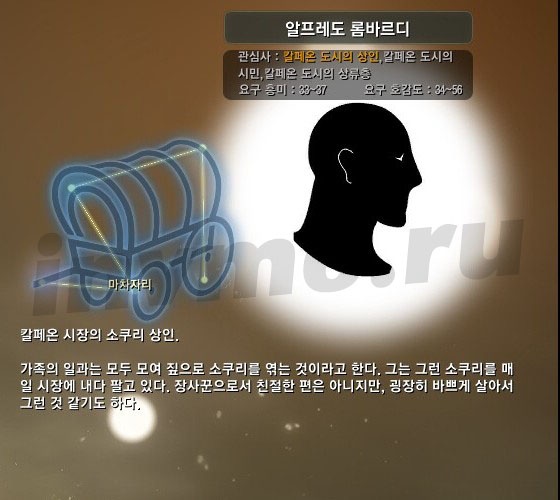 알프레도 롬바르디
관심사 : 칼페온 도시의 상인,칼페온 도시의
시민,칼페온 도시의 상류층
요구 흥미 : 33~37 요구 호감도 : 34~56
마차자리
칼페온 시장의 소쿠리 상인.
가족의 일과는 모두 모여 짚으로 소쿠리를 엮는 것이라고 한다. 그는 그런 소쿠리를 매
일 시장에 내다 팔고 있다. 장사꾼으로서 친절한 편은 아니지만, 굉장히 바쁘게 살아서
그런 것 같기도 하다.